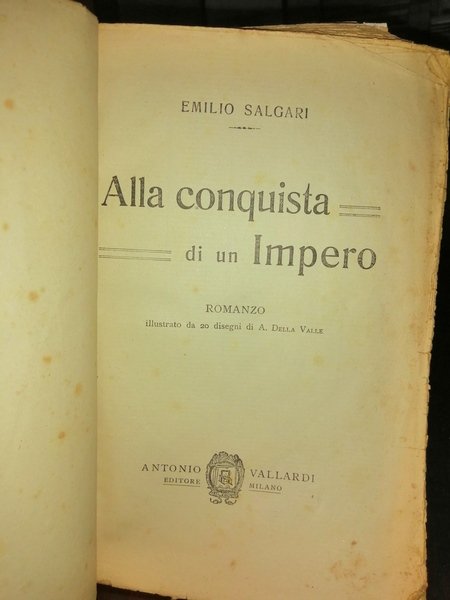 EMILIO SALGARI
Alla conquista
di un Impero
ROMANZO
illustrato da 20 disegni di A. DELLA VALLE
ANTONIO VALLARDI
EDITORE MILANO